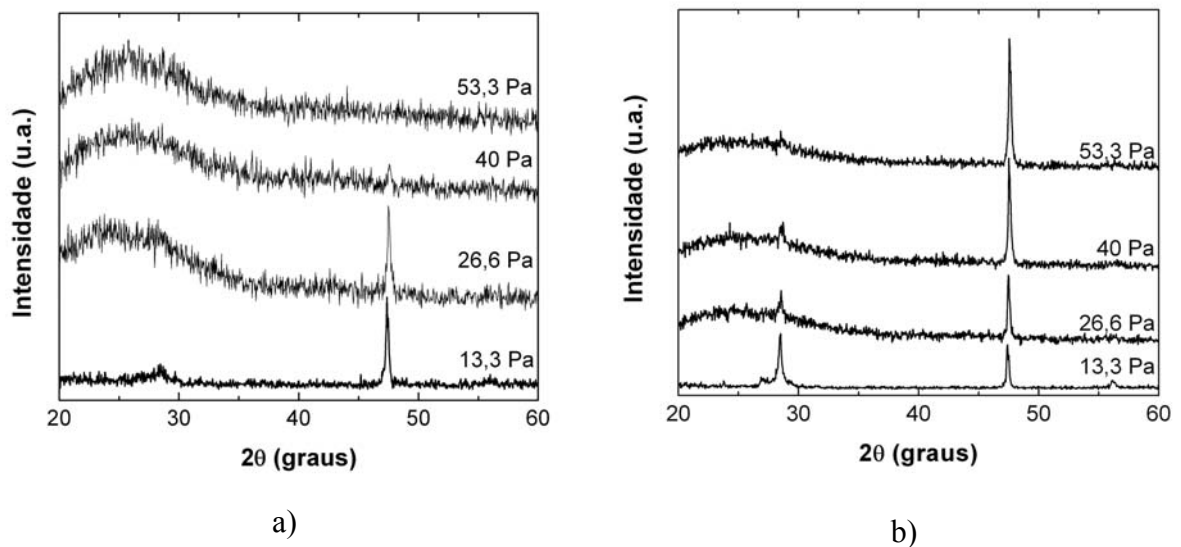 Intensidade (u.a.)
53,3 Pa
40 Pa
26,6 Pa
13,3 Pa
20 30 40 50 60
2θ (graus)
a)
Intensidade (u.a.)
53,3 Pa
40 Pa
26,6 Pa
13,3 Pa
20 30 40 50 60
2θ (graus)
b)